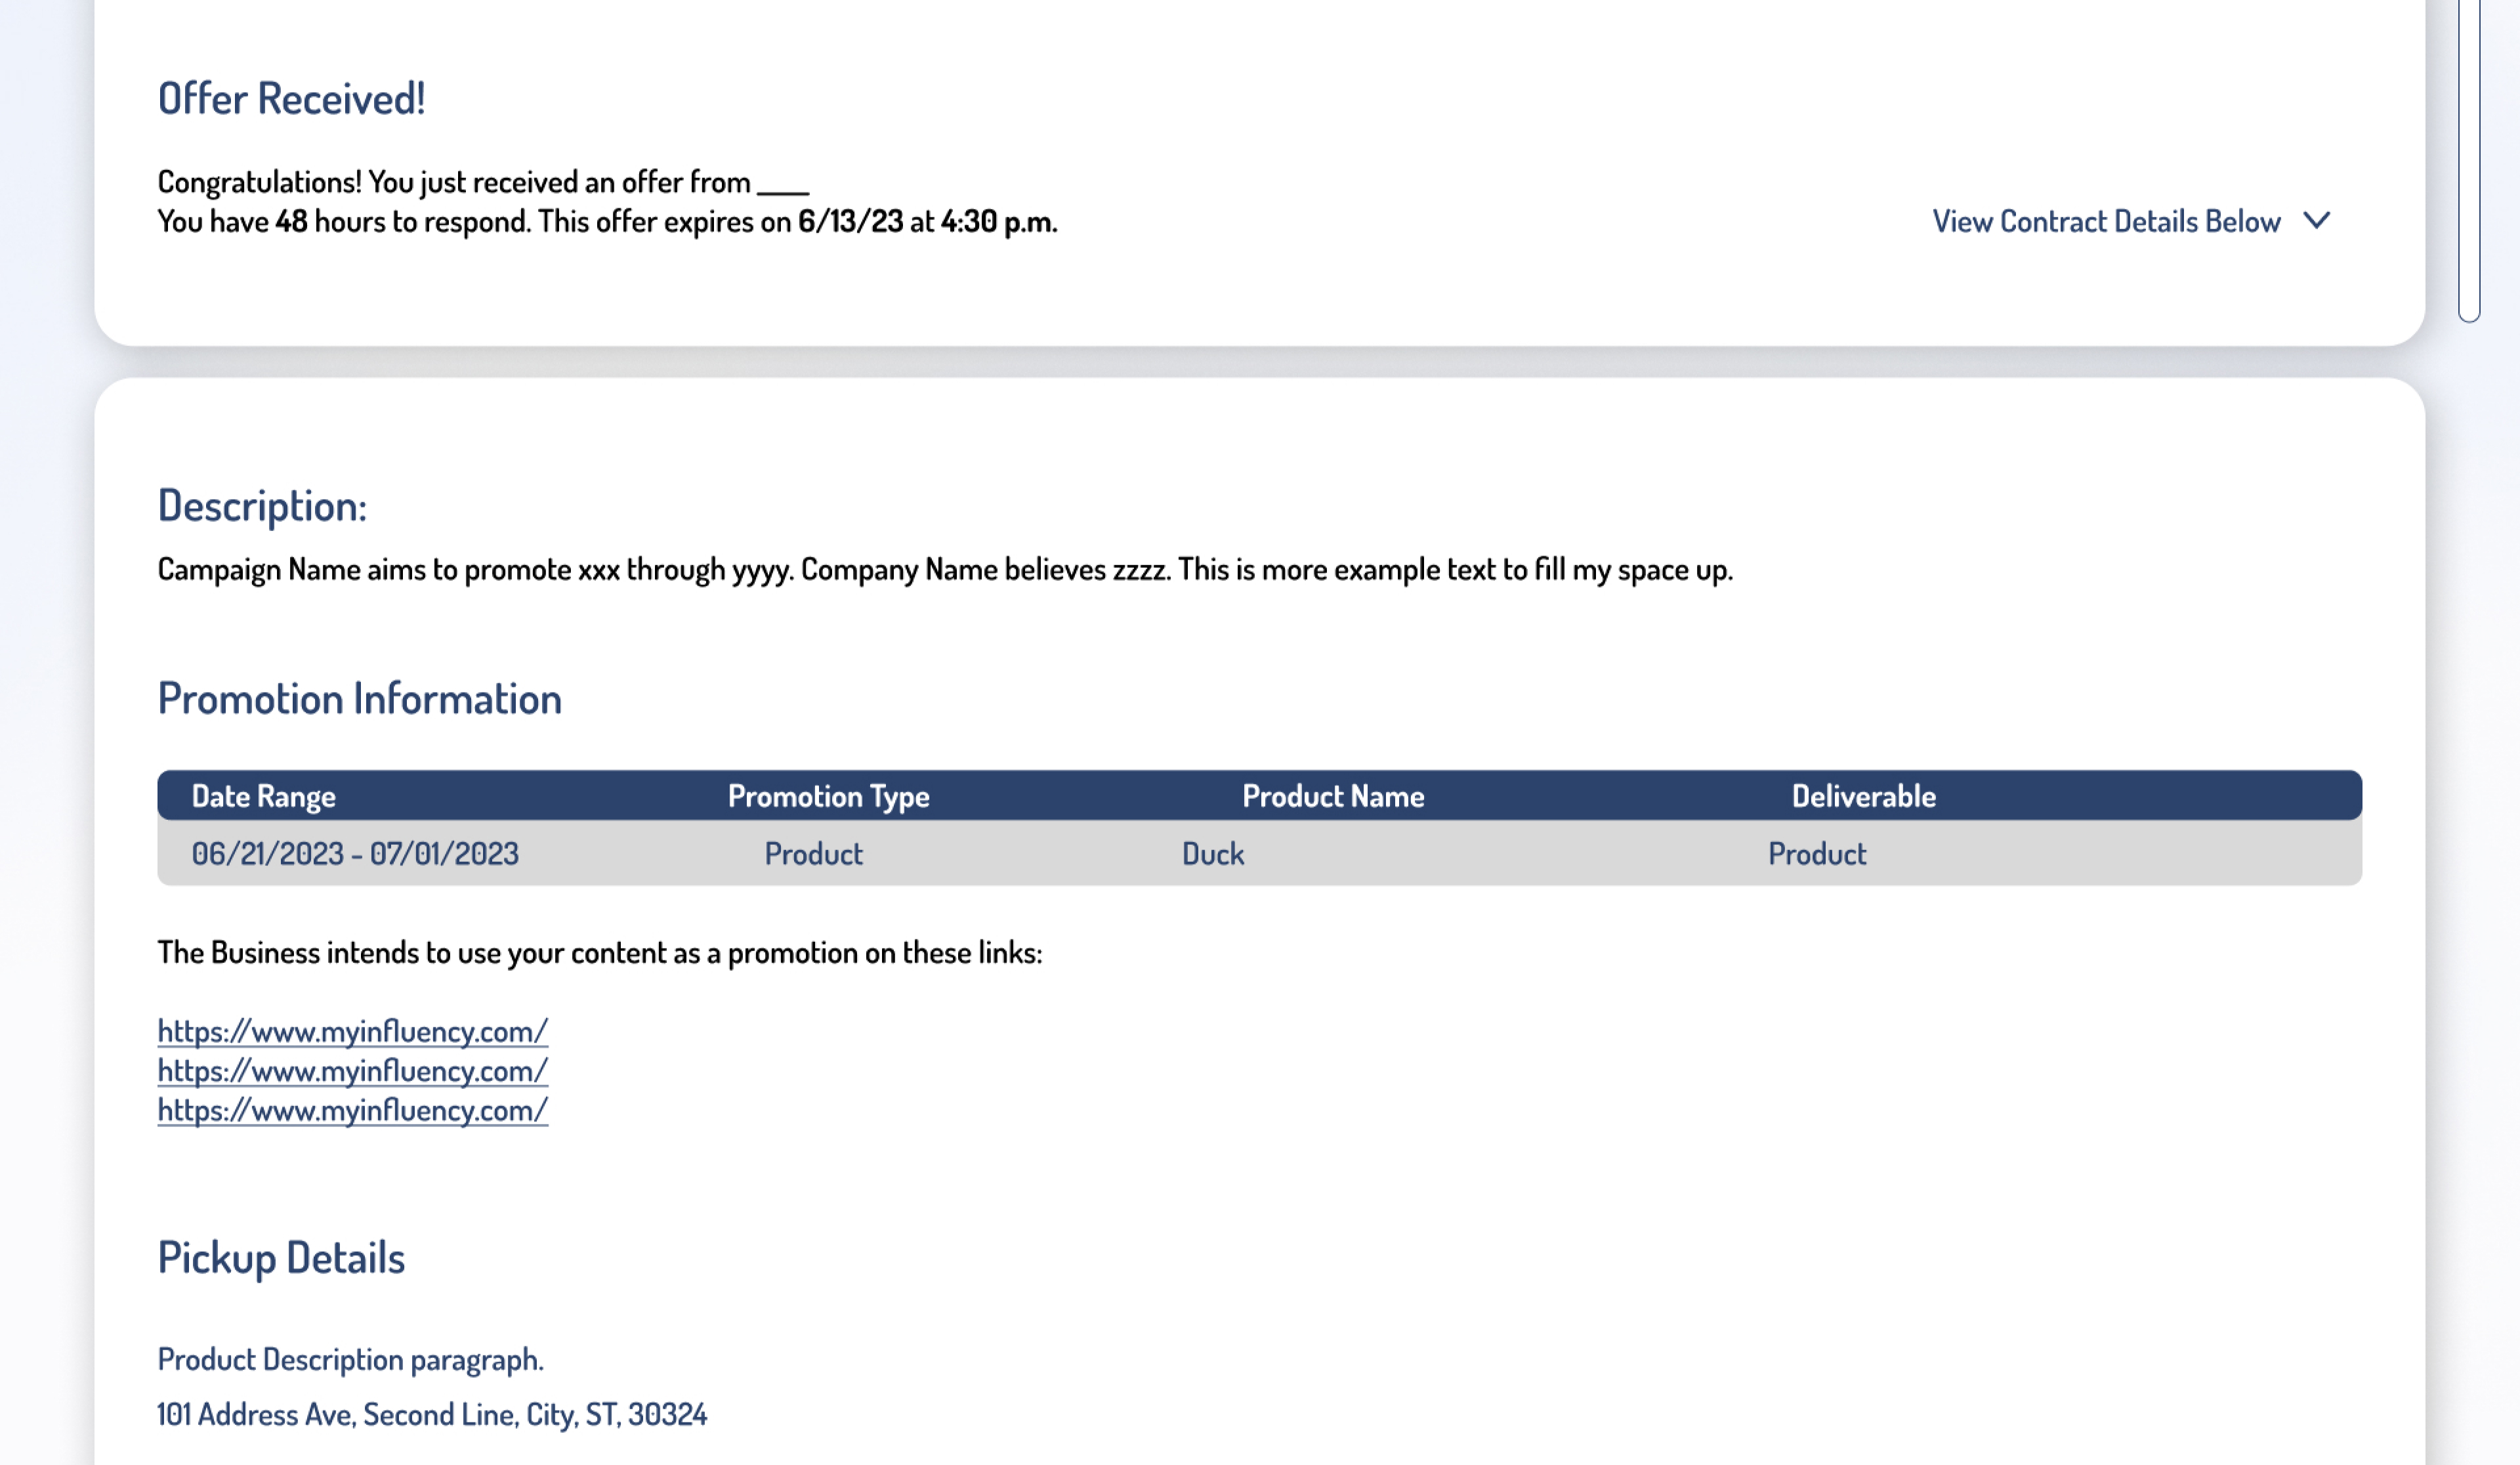 Offer Received!
Congratulations! You just received an offer from ____
You have 48 hours to respond. This offer expires on 6/13/23 at 4:30 p.m.
View Contract Details Below
Description:
Campaign Name aims to promote xxx through yyyy. Company Name believes zzzz. This is more example text to fill my space up.
Promotion Information
Date Range Promotion Type Product Name Deliverable
06/21/2023 - 07/01/2023 Product Duck Product
The Business intends to use your content as a promotion on these links:
https://www.myinfluency.com/
https://www.myinfluency.com/
https://www.myinfluency.com/
Pickup Details
Product Description paragraph.
101 Address Ave, Second Line, City, ST, 30324